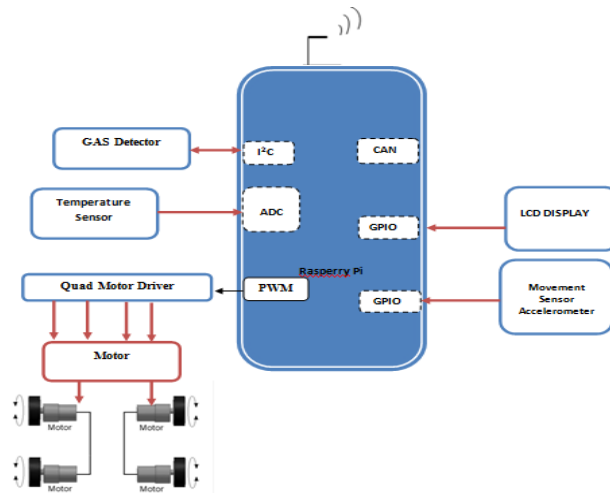 GAS Detector
I²C
CAN
Temperature
Sensor
ADC
GPIO
LCD DISPLAY
Rasperry Pi
Quad Motor Driver
PWM
GPIO
Movement
Sensor
Accelerometer
Motor
Motor
Motor
Motor
Motor